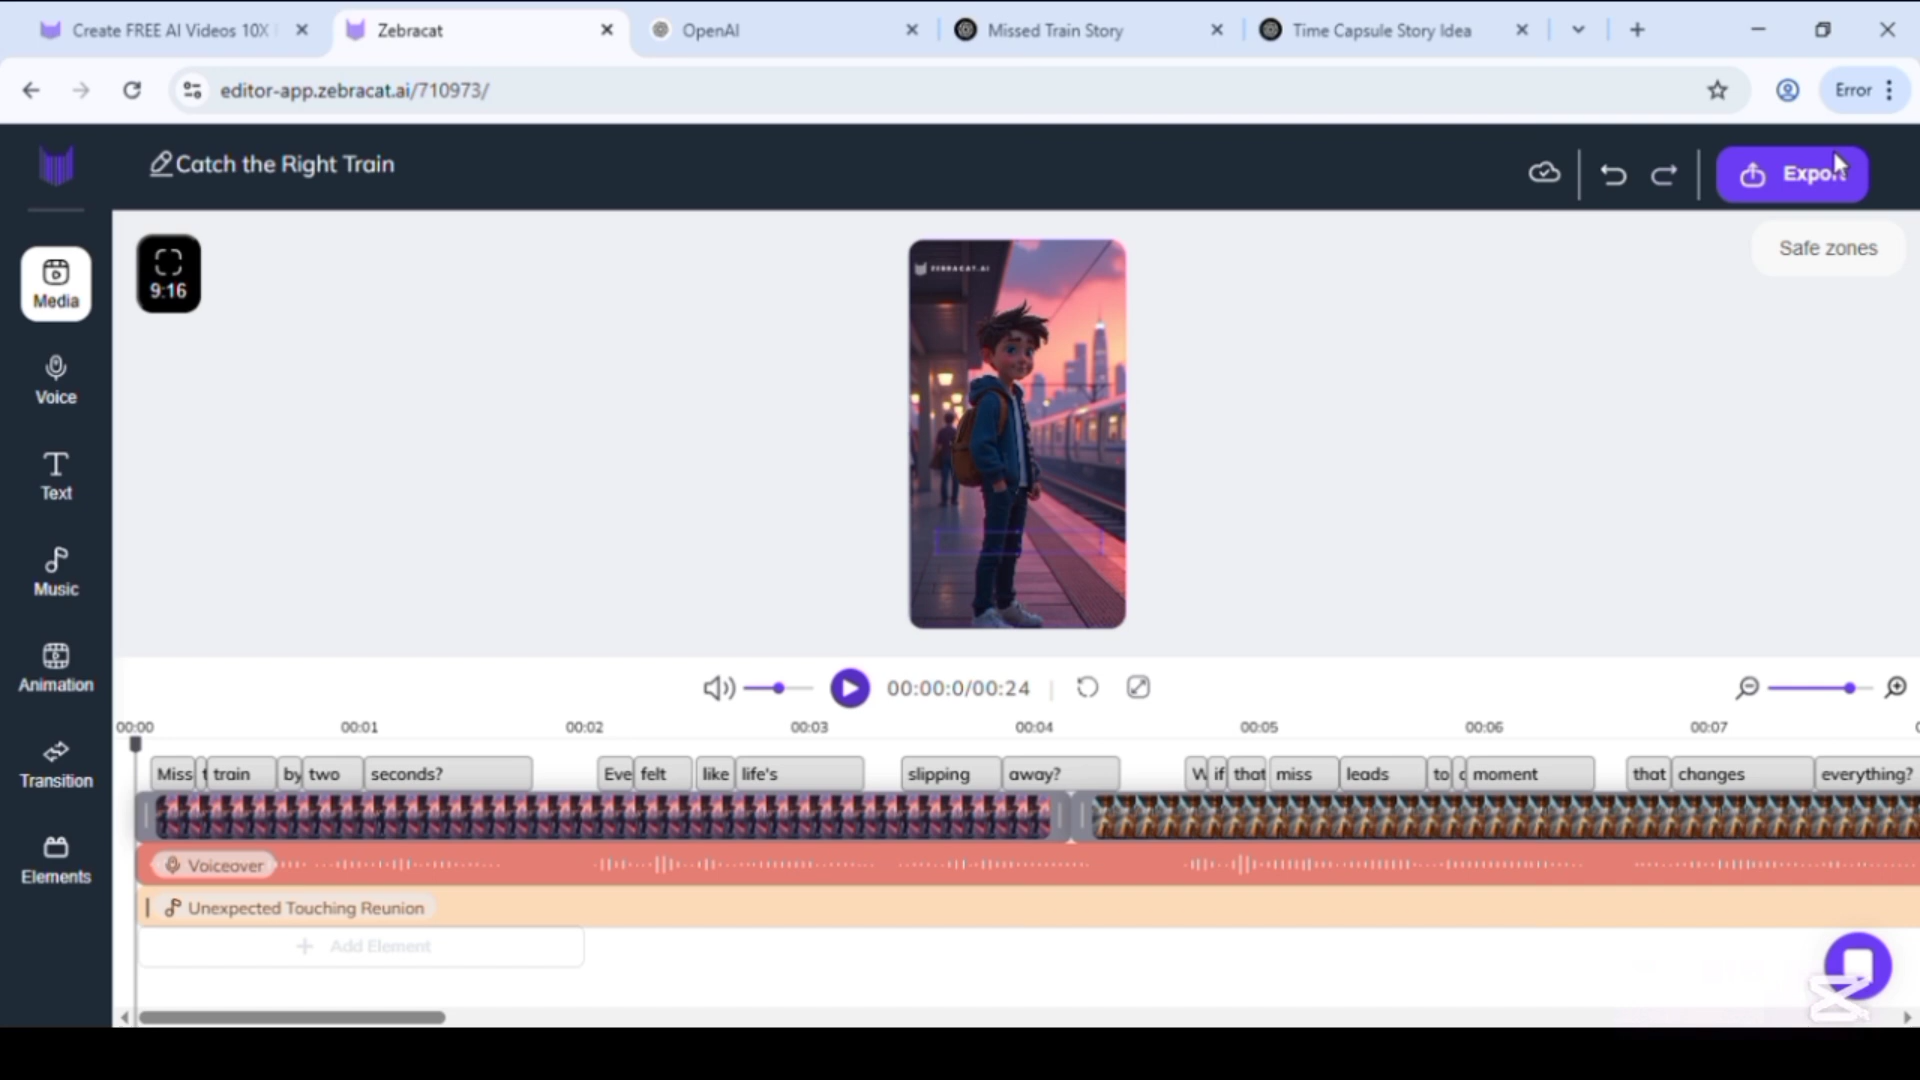 Create FREE AI Videos 10X
Zebracat
OpenAI
Missed Train Story
Time Capsule Story Idea
editor-app.zebracat.ai/710973/
Error
Catch the Right Train
Export
9:16
Safe zones
ZEBRACAT.AI
Media
Voice
Text
Music
Animation
Transition
Elements
00:00:0/00:24
00:00 00:01 00:02 00:03 00:04 00:05 00:06 00:07
Miss t train by two seconds? Eve felt like life's slipping away? W if that miss leads to moment that changes everything?
Voiceover
Unexpected Touching Reunion
+ Add Element